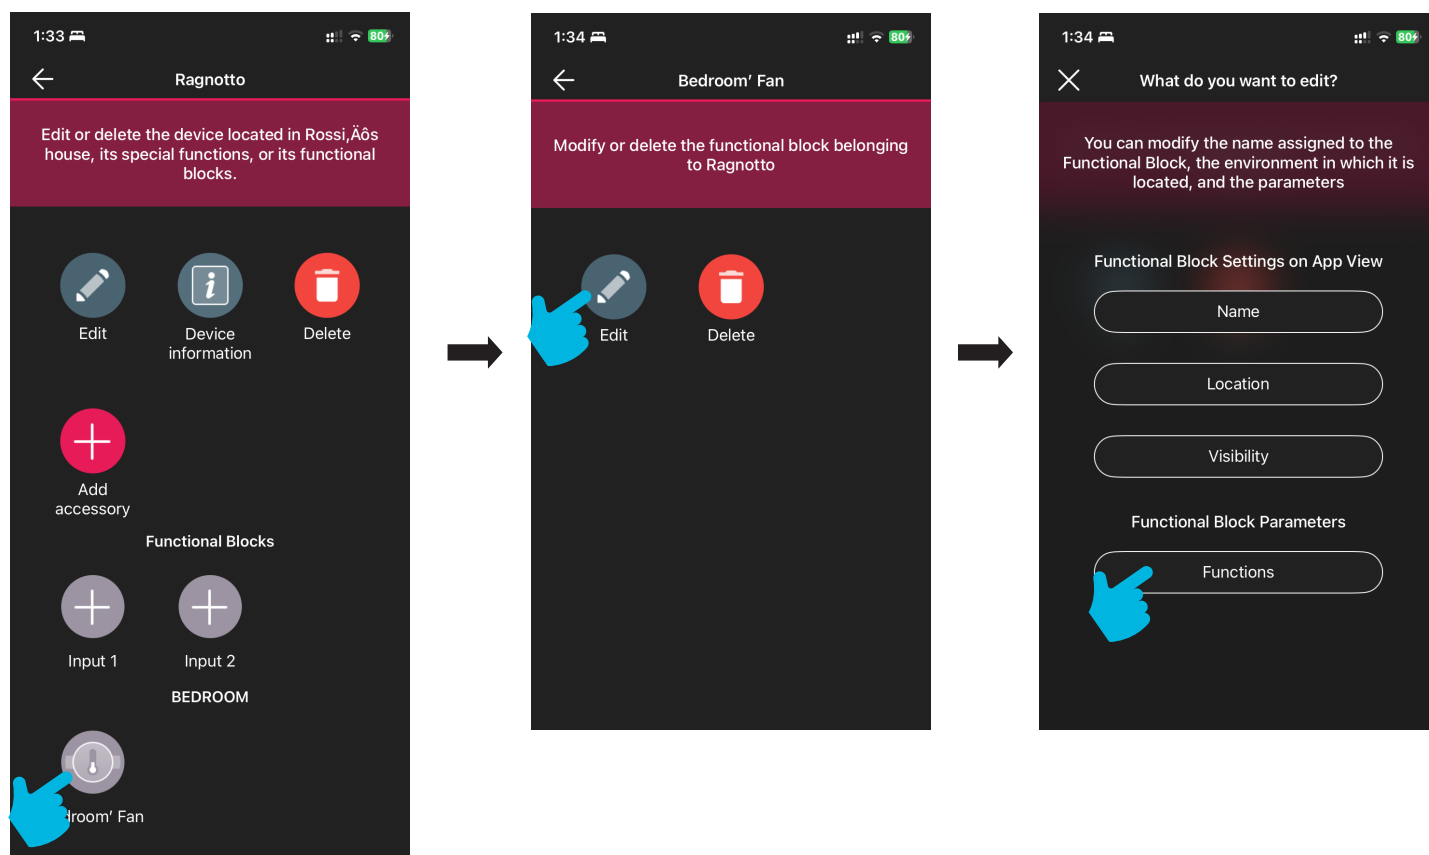 1:33
80
Ragnotto
Edit or delete the device located in Rossi‚Äôs
house, its special functions, or its functional
blocks.
Edit
Device
information
Delete
Add
accessory
Functional Blocks
Input 1
Input 2
BEDROOM
droom’ Fan
1:34
80
Bedroom’ Fan
Modify or delete the functional block belonging
to Ragnotto
Edit
Delete
1:34
80
What do you want to edit?
You can modify the name assigned to the
Functional Block, the environment in which it is
located, and the parameters
Functional Block Settings on App View
Name
Location
Visibility
Functional Block Parameters
Functions